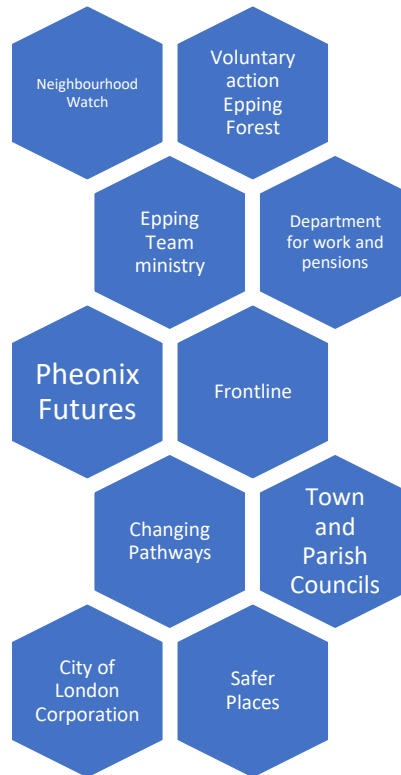 Neighbourhood
Watch
Voluntary
action
Epping
Forest
Epping
Team
ministry
Department
for work and
pensions
Pheonix
Futures
Frontline
Changing
Pathways
Town
and
Parish
Councils
City of
London
Corporation
Safer
Places